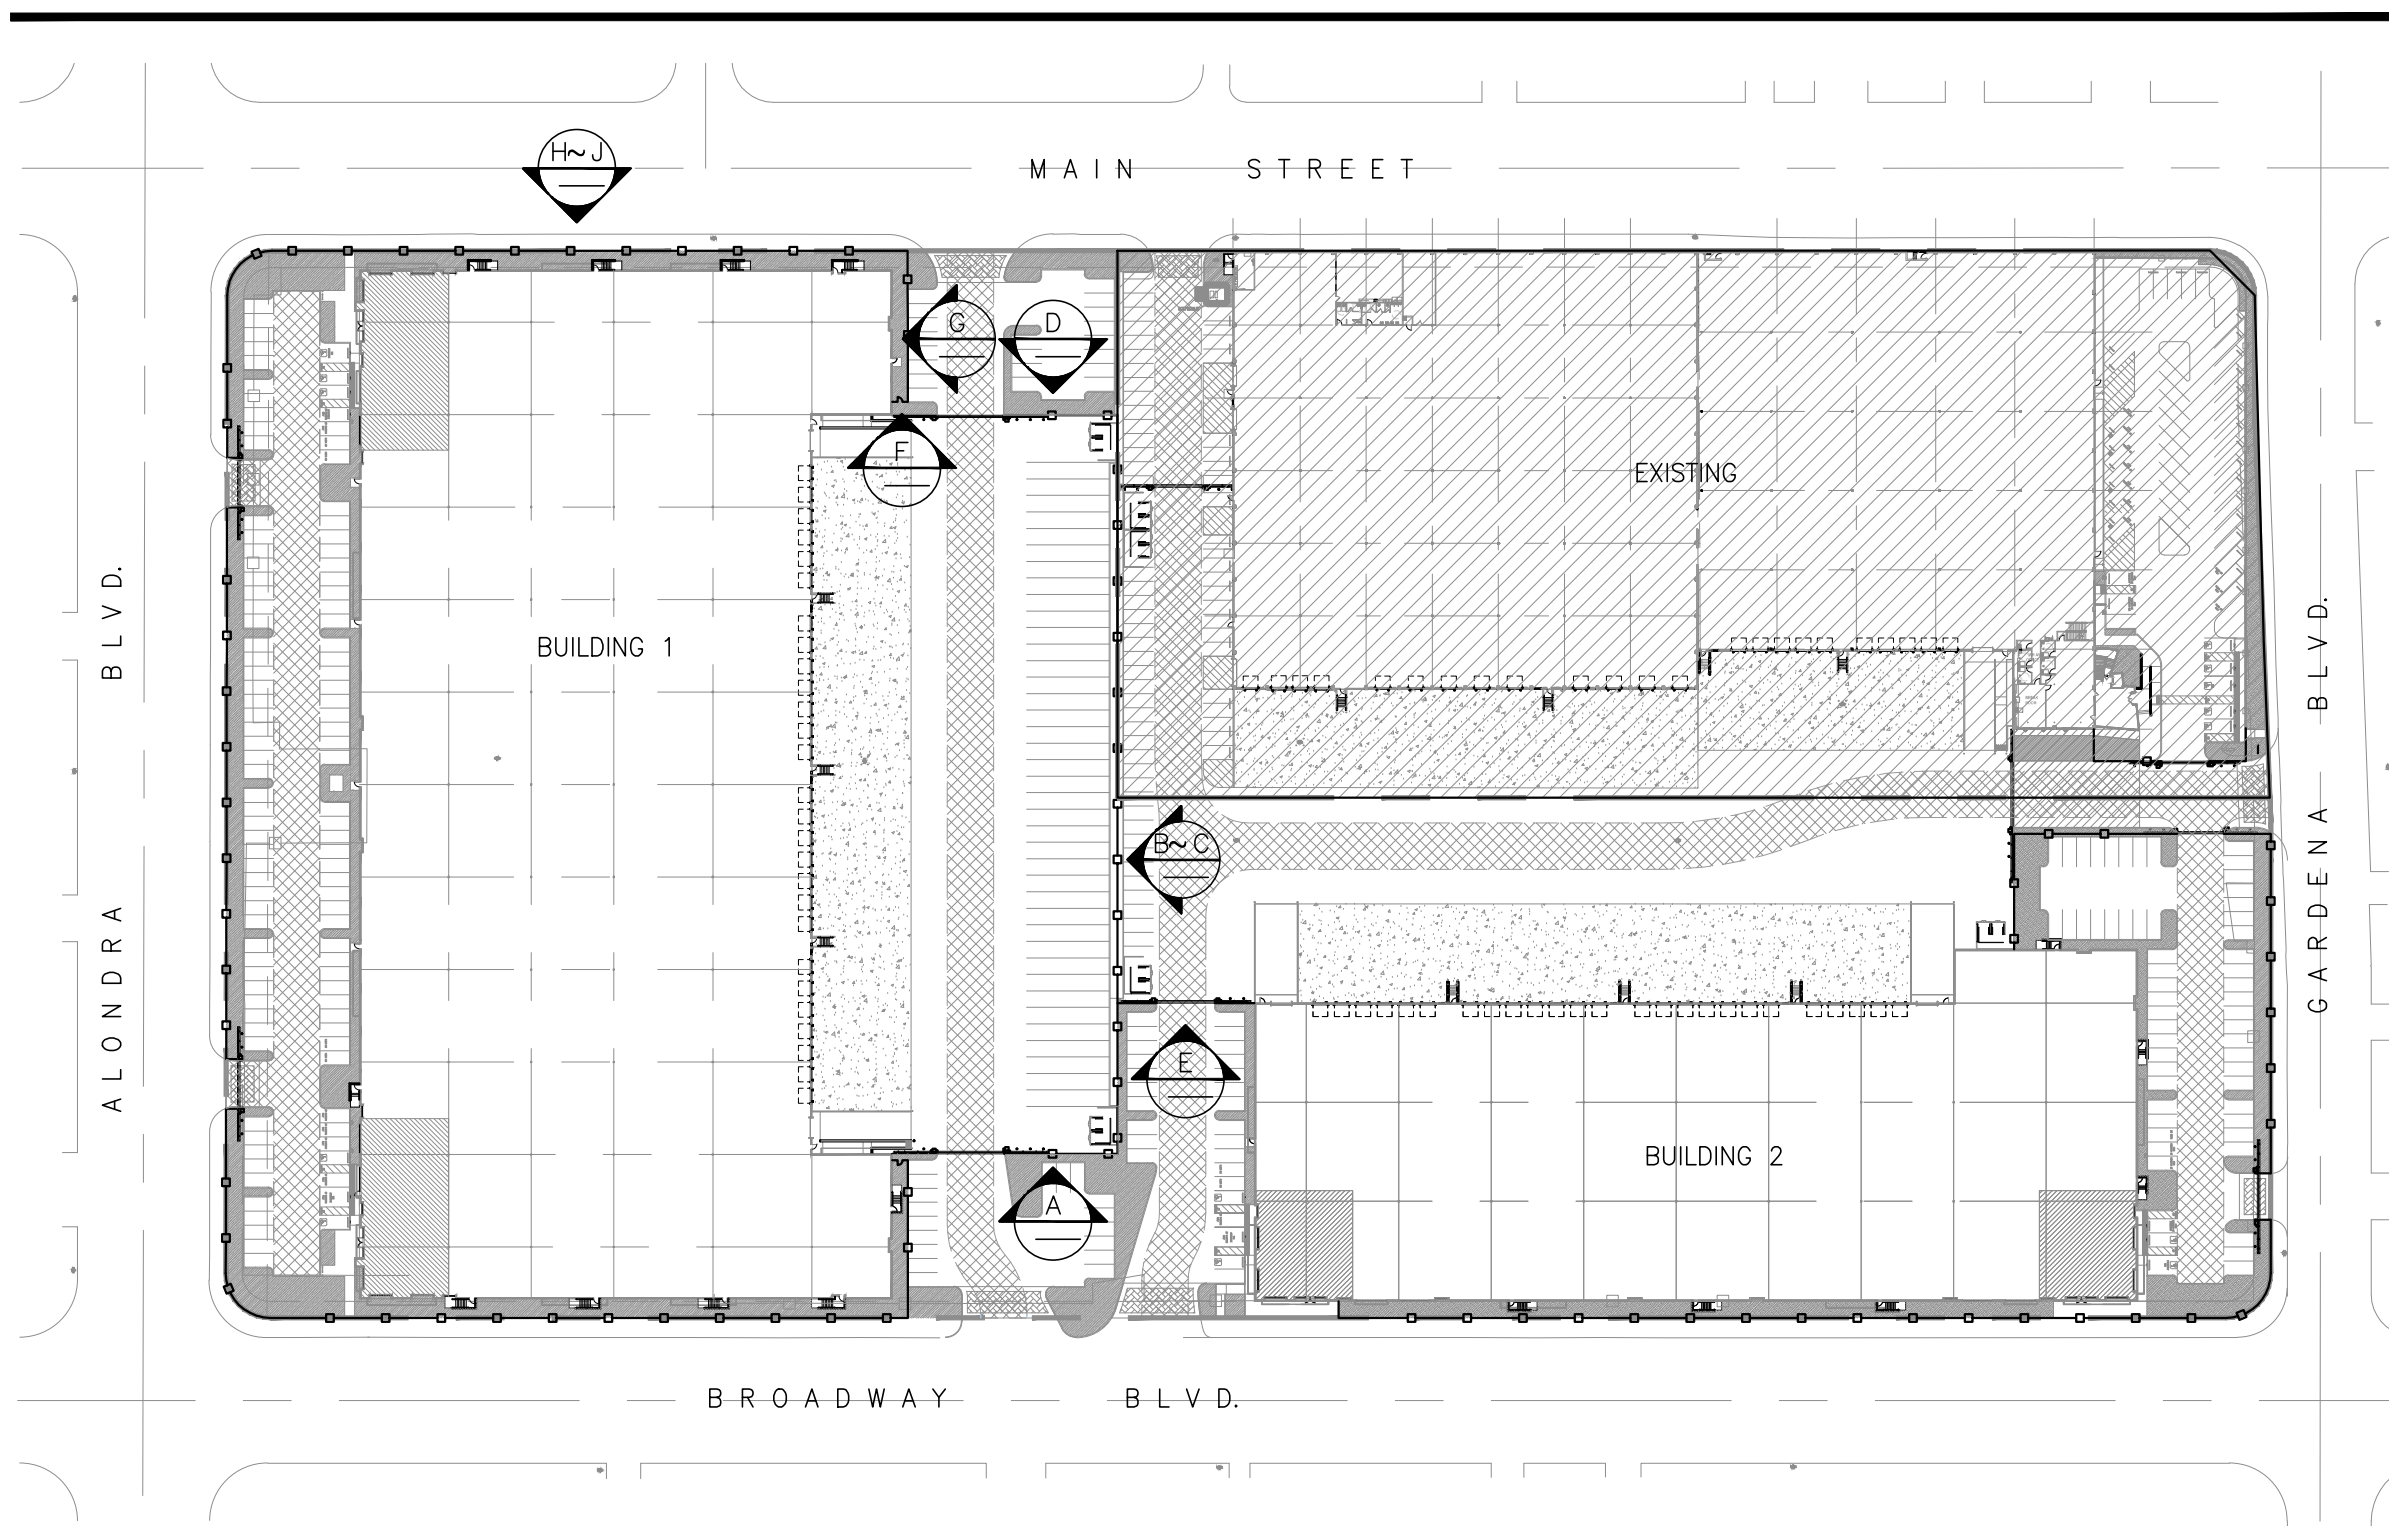 MAIN STREET
H~J
G
D
F
EXISTING
ALONDRA BLVD.
BUILDING 1
GARDENA BLVD.
B~C
E
BUILDING 2
A
BROADWAY BLVD.